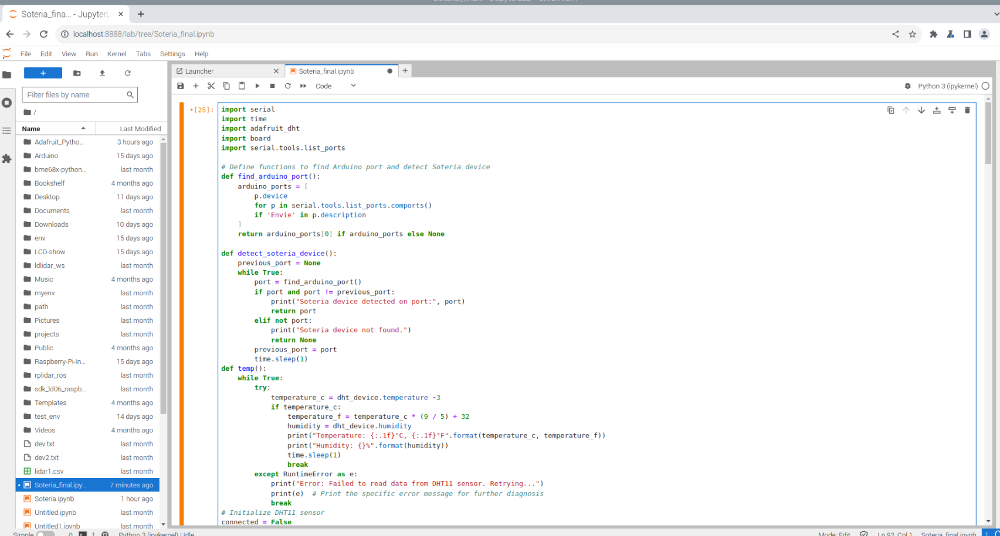 Soteria_fina... - JupyterL
localhost:8888/lab/tree/Soteria_final.ipynb
File Edit View Run Kernel Tabs Settings Help
Launcher
Soteria_final.ipynb
Code
Python 3 (ipykernel)
Filter files by name
/
Name Last Modified
Adafruit_Pytho... 3 hours ago
Arduino 15 days ago
bme68x-python... last month
Bookshelf 4 months ago
Desktop 11 days ago
Documents last month
Downloads 10 days ago
env 15 days ago
LCD-show 15 days ago
ldlidar_ws last month
Music 4 months ago
myenv last month
path last month
Pictures last month
projects last month
Public 4 months ago
Raspberry-Pi-In... 15 days ago
rplidar_ros last month
sdk_ld06_raspb... last month
Templates 4 months ago
test_env 14 days ago
Videos 4 months ago
dev.txt last month
dev2.txt last month
lidar1.csv last month
Soteria_final.ipy... 7 minutes ago
Soteria.ipynb 1 hour ago
Untitled.ipynb last month
Untitled1.ipynb last month
[25]:
import serial
import time
import adafruit_dht
import board
import serial.tools.list_ports
# Define functions to find Arduino port and detect Soteria device
def find_arduino_port():
    arduino_ports = [
        p.device
        for p in serial.tools.list_ports.comports()
        if 'Envie' in p.description
    ]
    return arduino_ports[0] if arduino_ports else None
def detect_soteria_device():
    previous_port = None
    while True:
        port = find_arduino_port()
        if port and port != previous_port:
            print("Soteria device detected on port:", port)
            return port
        elif not port:
            print("Soteria device not found.")
            return None
        previous_port = port
        time.sleep(1)
def temp():
    while True:
        try:
            temperature_c = dht_device.temperature -3
            if temperature_c:
                temperature_f = temperature_c * (9 / 5) + 32
                humidity = dht_device.humidity
                print("Temperature: {:.1f}°C, {:.1f}°F".format(temperature_c, temperature_f))
                print("Humidity: {}%".format(humidity))
                time.sleep(1)
                break
        except RuntimeError as e:
            print("Error: Failed to read data from DHT11 sensor. Retrying...")
            print(e)  # Print the specific error message for further diagnosis
            break
# Initialize DHT11 sensor
connected = False
Simple 0 1 Python 3 (ipykernel) | Idle
Mode: Edit Ln 92, Col 1 Soteria_final.ipynb 1